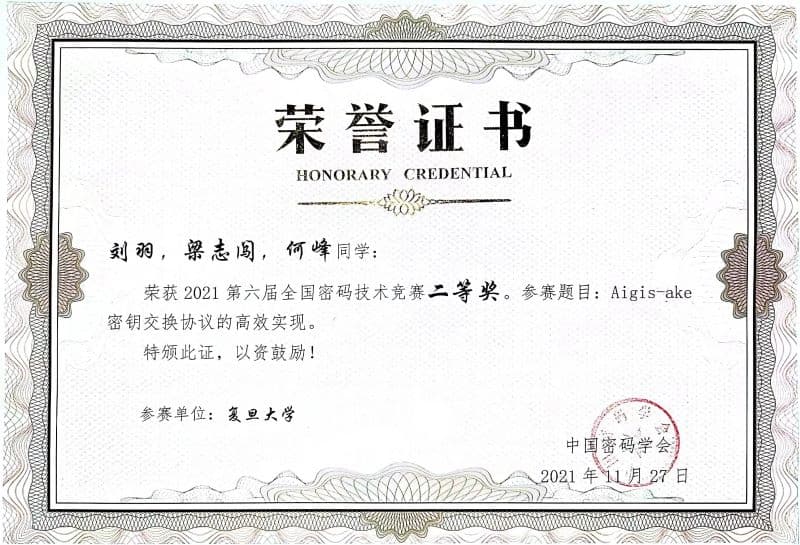 荣誉证书
HONORARY CREDENTIAL
刘羽，梁志闯，何峰同学：
荣获 2021 第六届全国密码技术竞赛二等奖。参赛题目：Aigis-ake
密钥交换协议的高效实现。
特颁此证，以资鼓励！
参赛单位：复旦大学
中国密码学会
2021 年 11 月 27 日